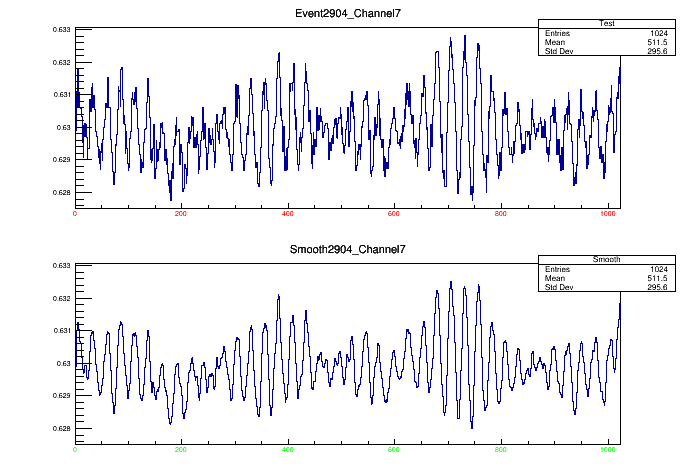 Event2904_Channel7
Test
Entries 1024
Mean 511.5
Std Dev 295.6
0.633
0.632
0.631
0.63
0.629
0.628
0 200 400 600 800 1000
Smooth2904_Channel7
Smooth
Entries 1024
Mean 511.5
Std Dev 295.6
0.633
0.632
0.631
0.63
0.629
0.628
0 200 400 600 800 1000